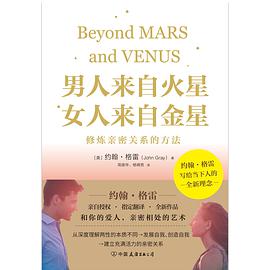 Beyond MARS
and VENUS
男人来自火星
女人来自金星
修炼亲密关系的方法
[美] 约翰·格雷 (John Gray) 著
约翰·格雷
写给当下人的
全新理念
约翰·格雷
亲自授权·指定翻译·全新作品
和你的爱人，亲密相处的艺术
从深度理解两性的本质不同→发展自我，创造自我
→建立充满活力的亲密关系
中国友谊出版公司